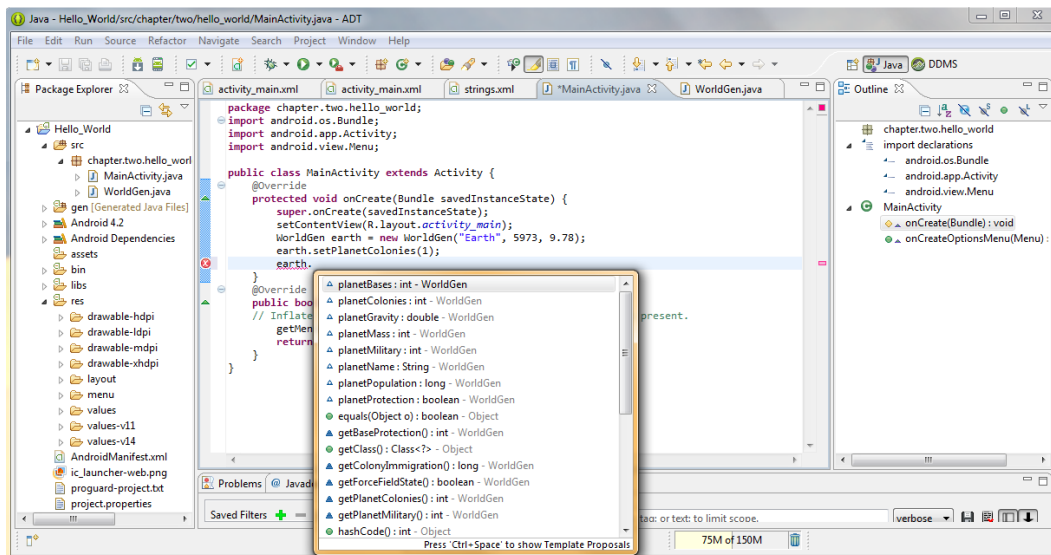 Java - Hello_World/src/chapter/two/hello_world/MainActivity.java - ADT
File Edit Run Source Refactor Navigate Search Project Window Help
Java DDMS
Package Explorer
Hello_World
src
chapter.two.hello_worl
MainActivity.java
WorldGen.java
gen [Generated Java Files]
Android 4.2
Android Dependencies
assets
bin
libs
res
drawable-hdpi
drawable-ldpi
drawable-mdpi
drawable-xhdpi
layout
menu
values
values-v11
values-v14
AndroidManifest.xml
ic_launcher-web.png
proguard-project.txt
project.properties
activity_main.xml activity_main.xml strings.xml *MainActivity.java WorldGen.java
package chapter.two.hello_world;
import android.os.Bundle;
import android.app.Activity;
import android.view.Menu;
public class MainActivity extends Activity {
@Override
protected void onCreate(Bundle savedInstanceState) {
super.onCreate(savedInstanceState);
setContentView(R.layout.activity_main);
WorldGen earth = new WorldGen("Earth", 5973, 9.78);
earth.setPlanetColonies(1);
earth.
}
@Override
public boo
// Inflate present.
getMen
return
}
}
planetBases : int - WorldGen
planetColonies : int - WorldGen
planetGravity : double - WorldGen
planetMass : int - WorldGen
planetMilitary : int - WorldGen
planetName : String - WorldGen
planetPopulation : long - WorldGen
planetProtection : boolean - WorldGen
equals(Object o) : boolean - Object
getBaseProtection() : int - WorldGen
getClass() : Class<?> - Object
getColonyImmigration() : long - WorldGen
getForceFieldState() : boolean - WorldGen
getPlanetColonies() : int - WorldGen
getPlanetMilitary() : int - WorldGen
hashCode() : int - Object
Press 'Ctrl+Space' to show Template Proposals
Outline
chapter.two.hello_world
import declarations
android.os.Bundle
android.app.Activity
android.view.Menu
MainActivity
onCreate(Bundle) : void
onCreateOptionsMenu(Menu) :
Problems @ Javad
Saved Filters
tag: or text: to limit scope. verbose
75M of 150M